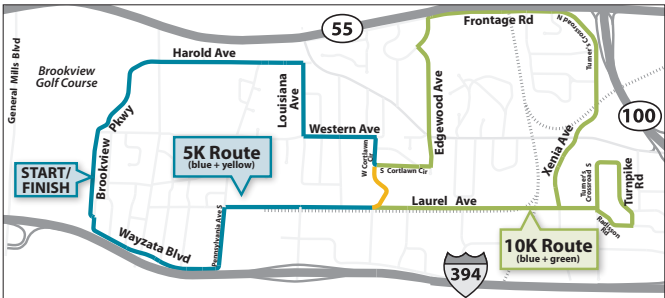 55
Frontage Rd
Turner's Crossroad N
General Mills Blvd
Harold Ave
Brookview
Golf Course
Louisiana
Ave
Edgewood Ave
100
Brookview Pkwy
Western Ave
W Cortlawn
Cir
Xenia Ave
5K Route
(blue + yellow)
START/
FINISH
S Cortlawn Cir
Turner's
Crossroad S
Turnpike
Rd
Pennsylvania Ave S
Laurel Ave
Radisson
Rd
Wayzata Blvd
10K Route
(blue + green)
394